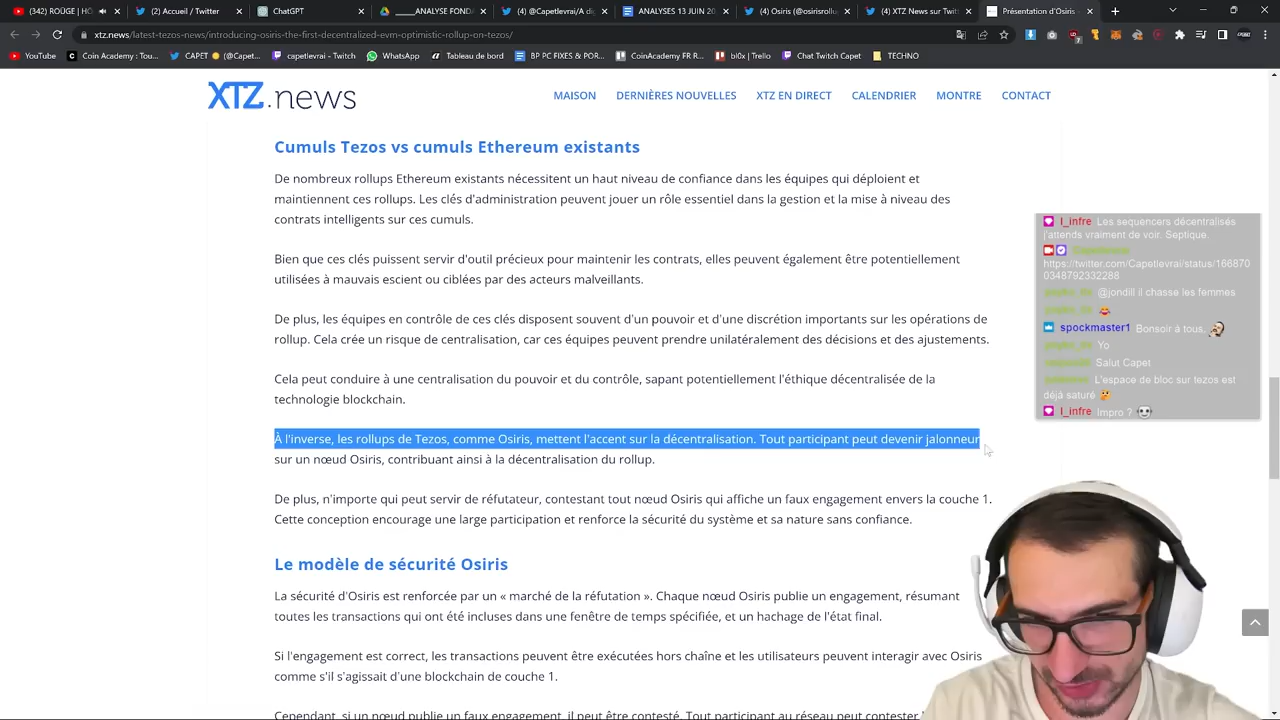 (32) ROÜGE: MU
(2) Accueil / Twitter
ChatGPT
_____ANALYSE FONDA
(4) @Capetlevrai/A dig
ANALYSES 13 JUIN 20
(4) Osiris (@osirisrollup
(4) XTZ News sur Twitt
Présentation d'Osiris
xtz.news/latest-tezos-news/introducing-osiris-the-first-decentralized-evm-optimistic-rollup-on-tezos/
YouTube
Coin Academy : Tou...
CAPET (@Capet...
capetlevrai - Twitch
WhatsApp
Tableau de bord
BP PC FIXES & POR...
CoinAcademy FR R...
bl0x | Trello
Chat Twitch Capet
TECHNO
XTZ.news
MAISON
DERNIÈRES NOUVELLES
XTZ EN DIRECT
CALENDRIER
MONTRE
CONTACT
Cumuls Tezos vs cumuls Ethereum existants
De nombreux rollups Ethereum existants nécessitent un haut niveau de confiance dans les équipes qui déploient et
maintiennent ces rollups. Les clés d'administration peuvent jouer un rôle essentiel dans la gestion et la mise à niveau des
contrats intelligents sur ces cumuls.
Bien que ces clés puissent servir d'outil précieux pour maintenir les contrats, elles peuvent également être potentiellement
utilisées à mauvais escient ou ciblées par des acteurs malveillants.
De plus, les équipes en contrôle de ces clés disposent souvent d'un pouvoir et d'une discrétion importants sur les opérations de
rollup. Cela crée un risque de centralisation, car ces équipes peuvent prendre unilatéralement des décisions et des ajustements.
Cela peut conduire à une centralisation du pouvoir et du contrôle, sapant potentiellement l'éthique décentralisée de la
technologie blockchain.
À l'inverse, les rollups de Tezos, comme Osiris, mettent l'accent sur la décentralisation. Tout participant peut devenir jalonneur
sur un nœud Osiris, contribuant ainsi à la décentralisation du rollup.
De plus, n'importe qui peut servir de réfutateur, contestant tout nœud Osiris qui affiche un faux engagement envers la couche 1.
Cette conception encourage une large participation et renforce la sécurité du système et sa nature sans confiance.
Le modèle de sécurité Osiris
La sécurité d'Osiris est renforcée par un « marché de la réfutation ». Chaque nœud Osiris publie un engagement, résumant
toutes les transactions qui ont été incluses dans une fenêtre de temps spécifiée, et un hachage de l'état final.
Si l'engagement est correct, les transactions peuvent être exécutées hors chaîne et les utilisateurs peuvent interagir avec Osiris
comme s'il s'agissait d'une blockchain de couche 1.
Cependant, si un nœud publie un faux engagement, il peut être contesté. Tout participant au réseau peut contester
I_infre Les sequencers décentralisés
j'attends vraiment de voir. Septique.
https://twitter.com/Capetlevrai/status/166870
0348792332288
@jondill il chasse les femmes
spockmaster1 Bonsoir à tous,
Yo
Salut Capet
L'espace de bloc sur tezos est
déjà saturé
I_infre Impro ?